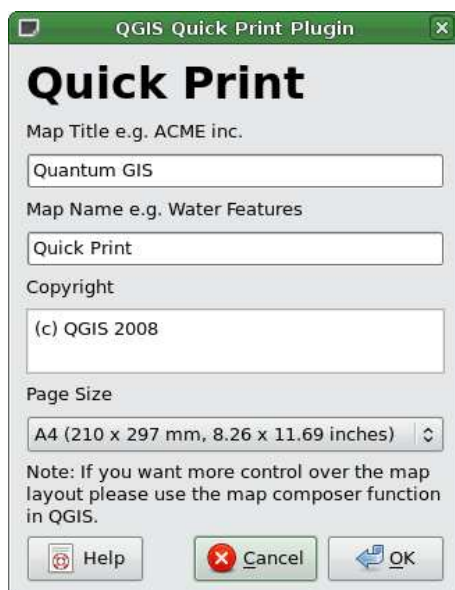 QGIS Quick Print Plugin
Quick Print
Map Title e.g. ACME inc.
Quantum GIS
Map Name e.g. Water Features
Quick Print
Copyright
(c) QGIS 2008
Page Size
A4 (210 x 297 mm, 8.26 x 11.69 inches)
Note: If you want more control over the map
layout please use the map composer function
in QGIS.
Help Cancel OK